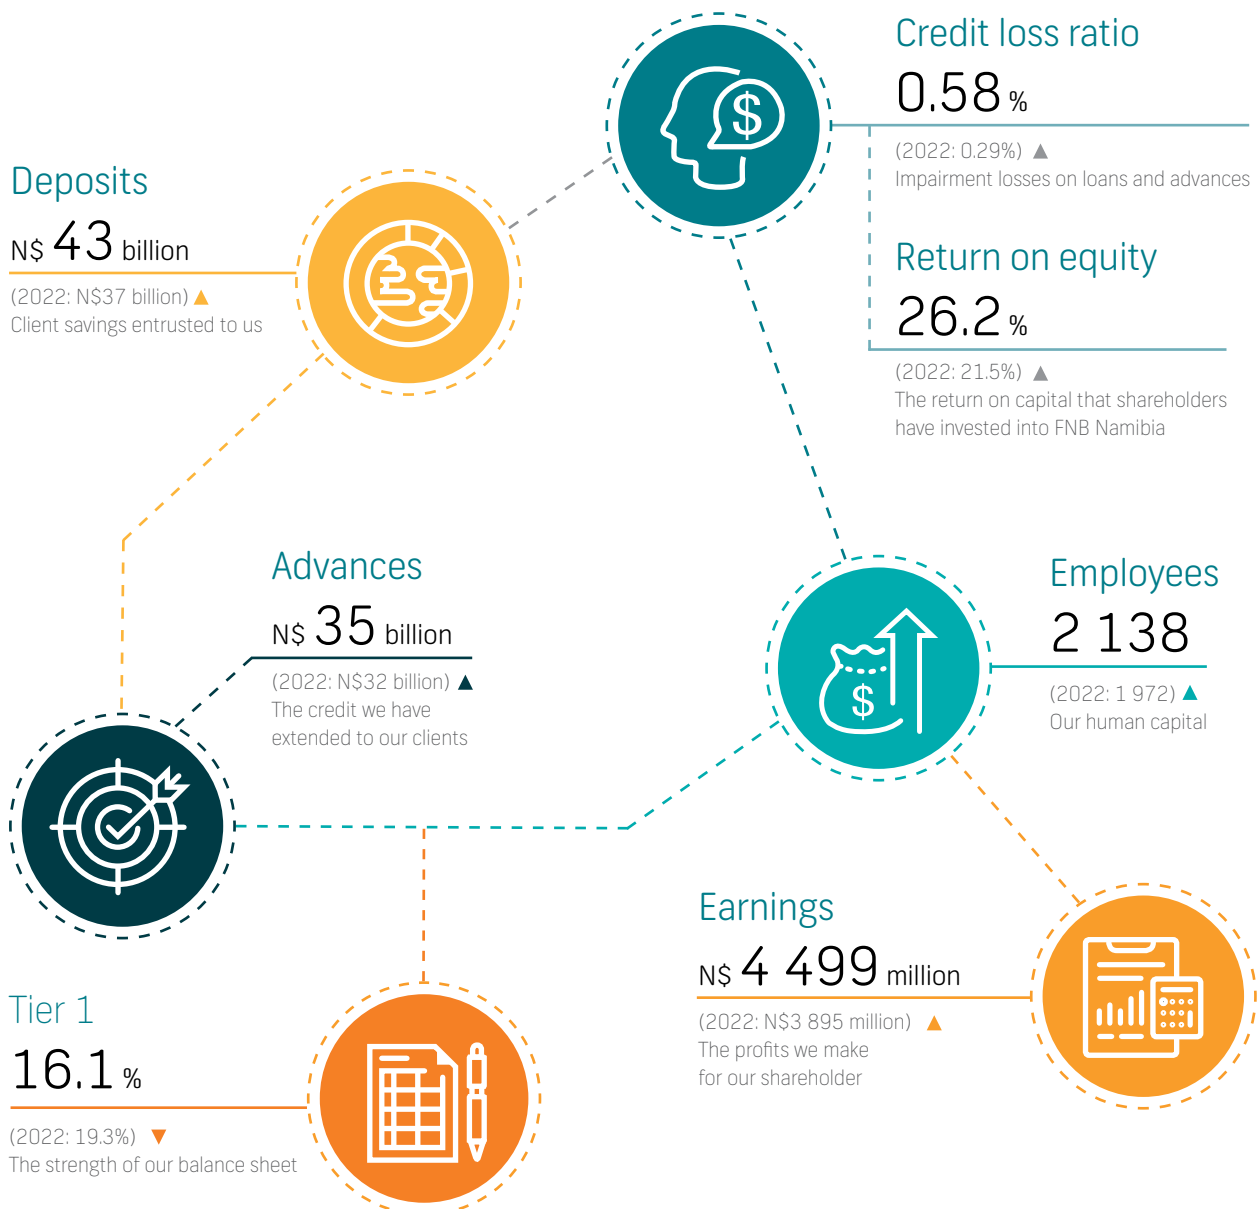 Credit loss ratio
0.58 %
(2022: 0.29%) ▲
Impairment losses on loans and advances
Deposits
N$ 43 billion
(2022: N$37 billion) ▲
Client savings entrusted to us
Return on equity
26.2 %
(2022: 21.5%) ▲
The return on capital that shareholders
have invested into FNB Namibia
Advances
N$ 35 billion
(2022: N$32 billion) ▲
The credit we have
extended to our clients
Employees
2 138
(2022: 1 972) ▲
Our human capital
Earnings
N$ 4 499 million
(2022: N$3 895 million) ▲
The profits we make
for our shareholder
Tier 1
16.1 %
(2022: 19.3%) ▼
The strength of our balance sheet
$
$